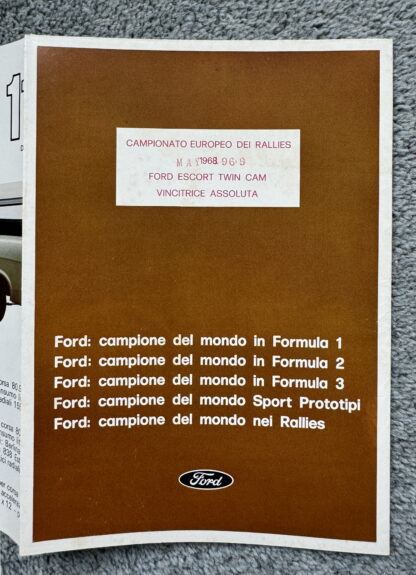 11
CAMPIONATO EUROPEO DEI RALLIES
1968
MAY 1969
FORD ESCORT TWIN CAM
VINCITRICE ASSOLUTA
Ford: campione del mondo in Formula 1
Ford: campione del mondo in Formula 2
Ford: campione del mondo in Formula 3
Ford: campione del mondo Sport Prototipi
Ford: campione del mondo nei Rallies
Ford